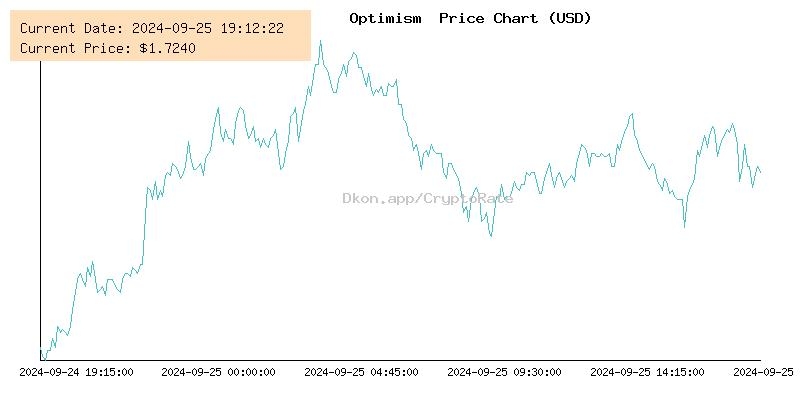 Optimism  Price Chart (USD)
Current Date: 2024-09-25 19:12:22
Current Price: $1.7240
Dkon.app/CryptoRate
2024-09-24 19:15:00 2024-09-25 00:00:00 2024-09-25 04:45:00 2024-09-25 09:30:00 2024-09-25 14:15:00 2024-09-25